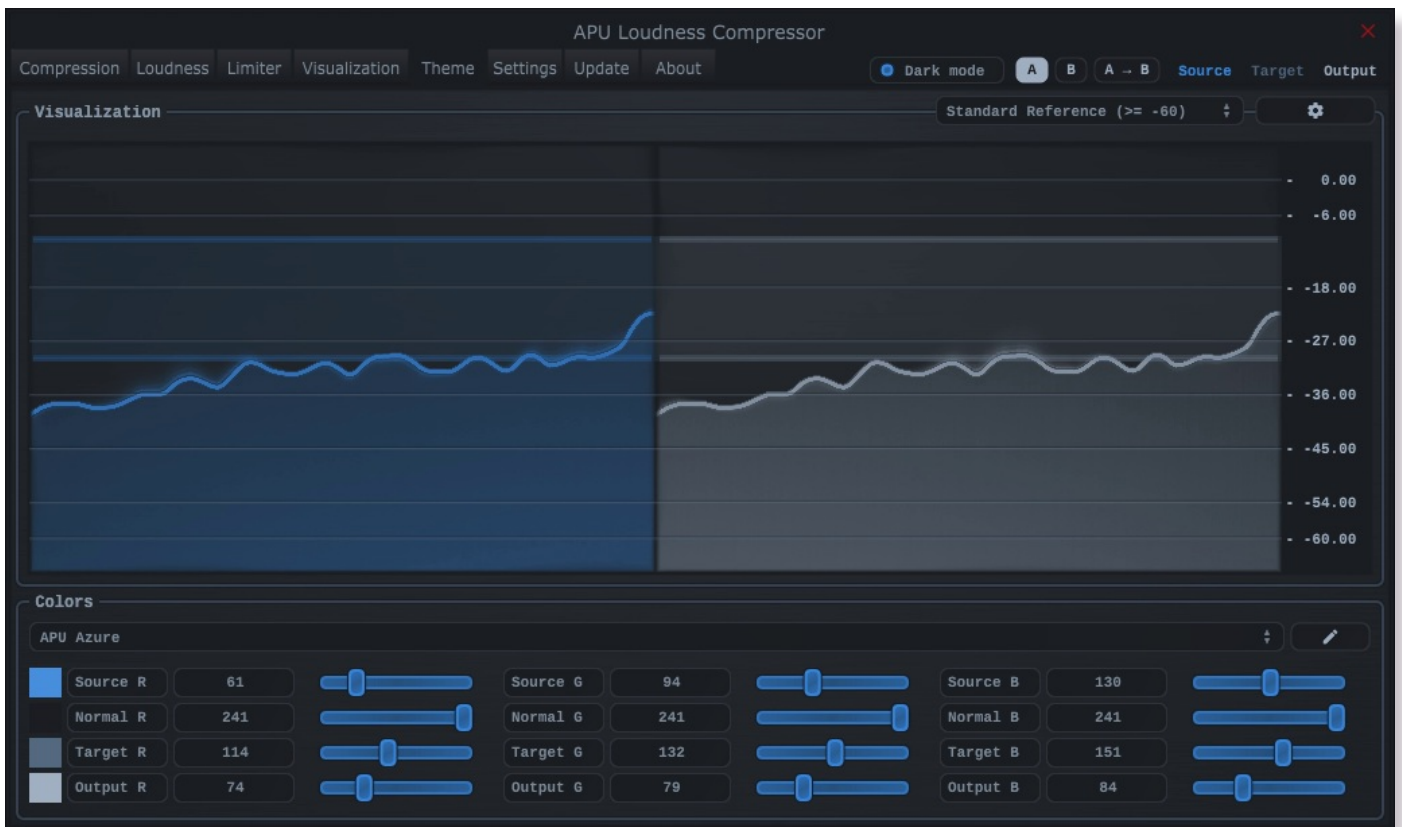 APU Loudness Compressor
Compression Loudness Limiter Visualization Theme Settings Update About Dark mode A B A → B Source Target Output
Visualization Standard Reference (>= -60)
- 0.00
- -6.00
- -18.00
- -27.00
- -36.00
- -45.00
- -54.00
- -60.00
Colors
APU Azure
Source R 61 Source G 94 Source B 130
Normal R 241 Normal G 241 Normal B 241
Target R 114 Target G 132 Target B 151
Output R 74 Output G 79 Output B 84